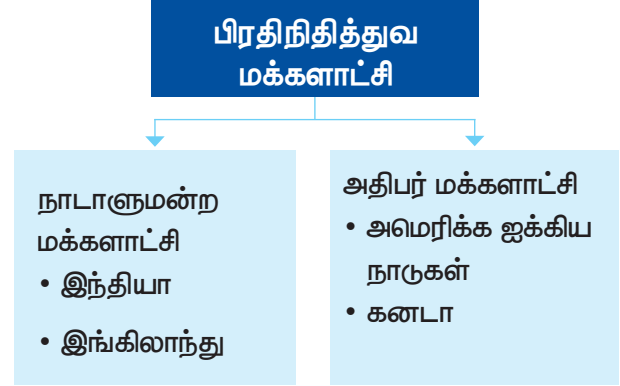 பிரதிநிதித்துவ
மக்களாட்சி
நாடாளுமன்ற
மக்களாட்சி
• இந்தியா
• இங்கிலாந்து
அதிபர் மக்களாட்சி
• அமெரிக்க ஐக்கிய
நாடுகள்
• கனடா